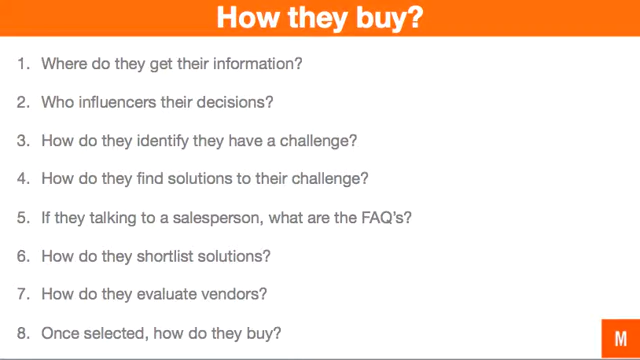 How they buy?
1. Where do they get their information?
2. Who influencers their decisions?
3. How do they identify they have a challenge?
4. How do they find solutions to their challenge?
5. If they talking to a salesperson, what are the FAQ's?
6. How do they shortlist solutions?
7. How do they evaluate vendors?
8. Once selected, how do they buy?
M